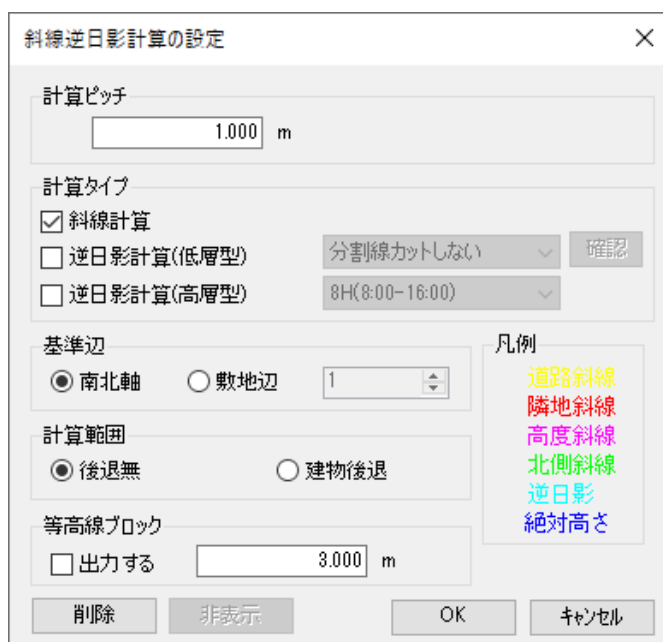 斜線逆日影計算の設定
計算ピッチ
1.000 m
計算タイプ
斜線計算
逆日影計算(低層型) 分割線カットしない 確認
逆日影計算(高層型) 8H(8:00-16:00)
基準辺
南北軸 敷地辺 1
計算範囲
後退無 建物後退
等高線ブロック
出力する 3.000 m
凡例
道路斜線
隣地斜線
高度斜線
北側斜線
逆日影
絶対高さ
削除 非表示 OK キャンセル